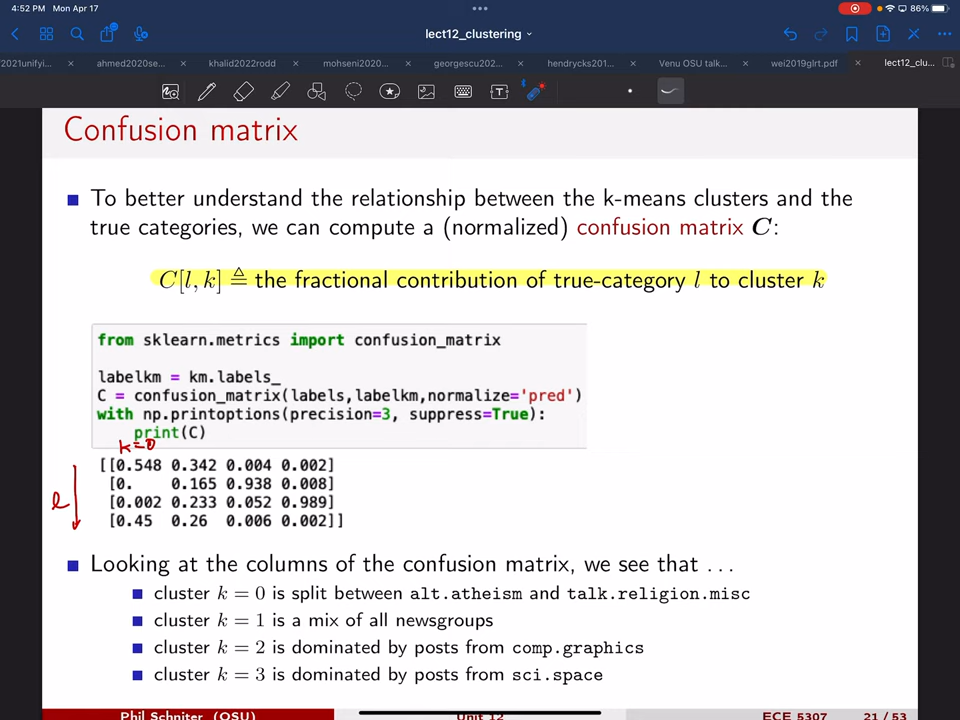 4:52 PM Mon Apr 17
86%
lect12_clustering
2021unifyi...
ahmed2020se...
khalid2022rodd
mohseni2020...
georgescu202...
hendrycks201...
Venu OSU talk...
wei2019glrt.pdf
lect12_clu...
Confusion matrix
To better understand the relationship between the k-means clusters and the
true categories, we can compute a (normalized) confusion matrix C:
C[l, k] ≜ the fractional contribution of true-category l to cluster k
from sklearn.metrics import confusion_matrix
labelkm = km.labels_
C = confusion_matrix(labels,labelkm,normalize='pred')
with np.printoptions(precision=3, suppress=True):
print(C)
k=0
[[0.548 0.342 0.004 0.002]
[0. 0.165 0.938 0.008]
l
[0.002 0.233 0.052 0.989]
[0.45 0.26 0.006 0.002]]
Looking at the columns of the confusion matrix, we see that ...
cluster k = 0 is split between alt.atheism and talk.religion.misc
cluster k = 1 is a mix of all newsgroups
cluster k = 2 is dominated by posts from comp.graphics
cluster k = 3 is dominated by posts from sci.space
Phil Schniter (OSU) Unit 12 ECE 5307 21 / 53